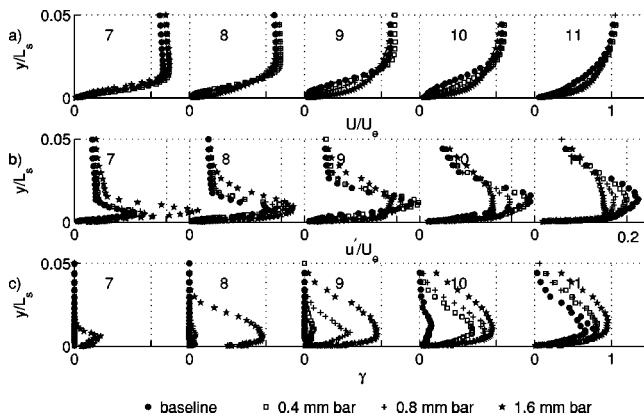 a) y/L_s 0.05 0 7 8 9 10 11
0 0 0 0 0 1
U/U_e
b) y/L_s 0.05 0 7 8 9 0
0 0 0 0 0 0.2
u'/U_e
c) y/L_s 0.05 0 7 8 9 10 1
0 0 0 0 0 1
γ
● baseline □ 0.4 mm bar + 0.8 mm bar ★ 1.6 mm bar